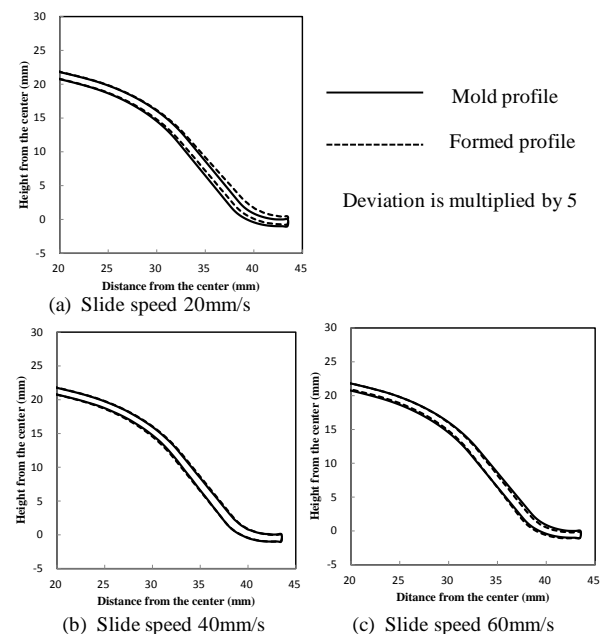 30
25
20
15
10
5
0
-5
Height from the center (mm)
20 25 30 35 40 45
Distance from the center (mm)
(a) Slide speed 20mm/s
Mold profile
Formed profile
Deviation is multiplied by 5
30
25
20
15
10
5
0
-5
Height from the center (mm)
20 25 30 35 40 45
Distance from the center (mm)
(b) Slide speed 40mm/s
30
25
20
15
10
5
0
-5
Height from the center (mm)
20 25 30 35 40 45
Ditance from the center (mm)
(c) Slide speed 60mm/s